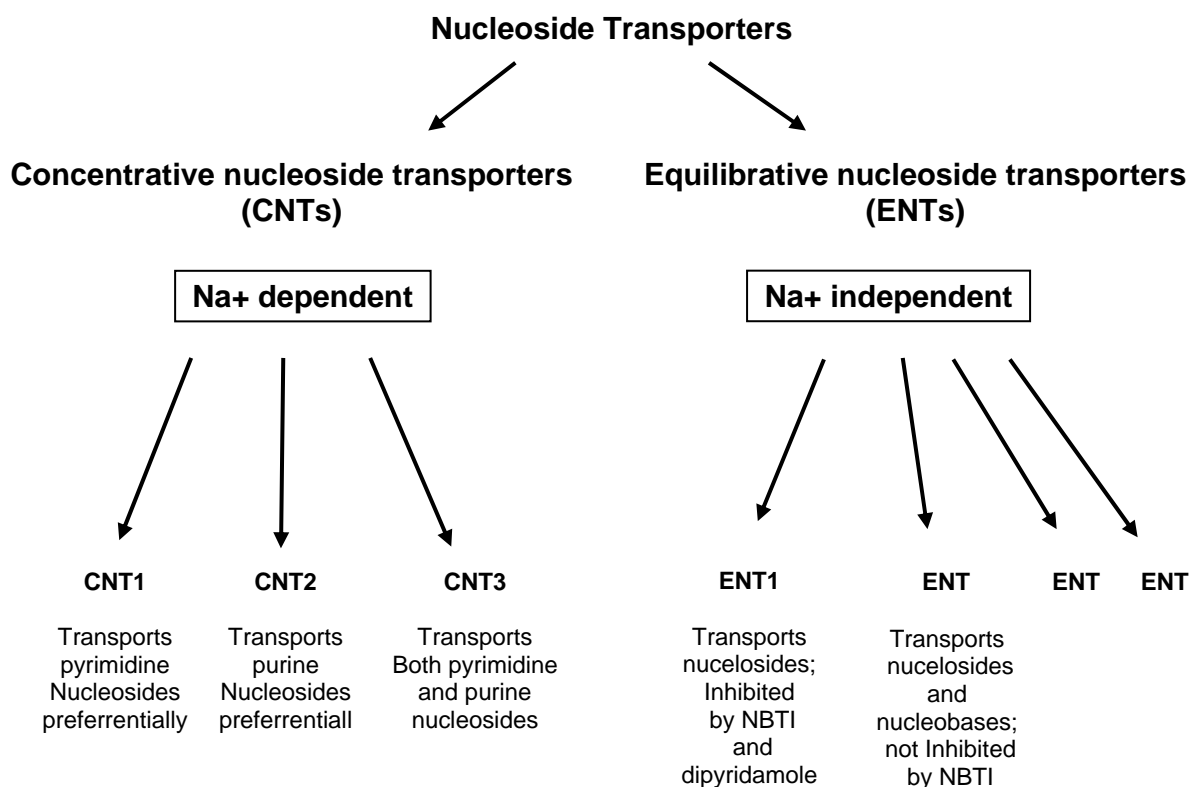 Nucleoside Transporters
Concentrative nucleoside transporters
(CNTs)
Equilibrative nucleoside transporters
(ENTs)
Na+ dependent
Na+ independent
CNT1
Transports
pyrimidine
Nucleosides
preferrentially
CNT2
Transports
purine
Nucleosides
preferrentiall
CNT3
Transports
Both pyrimidine
and purine
nucleosides
ENT1
Transports
nucelosides;
Inhibited
by NBTI
and
dipyridamole
ENT
Transports
nucelosides
and
nucleobases;
not Inhibited
by NBTI
ENT
ENT